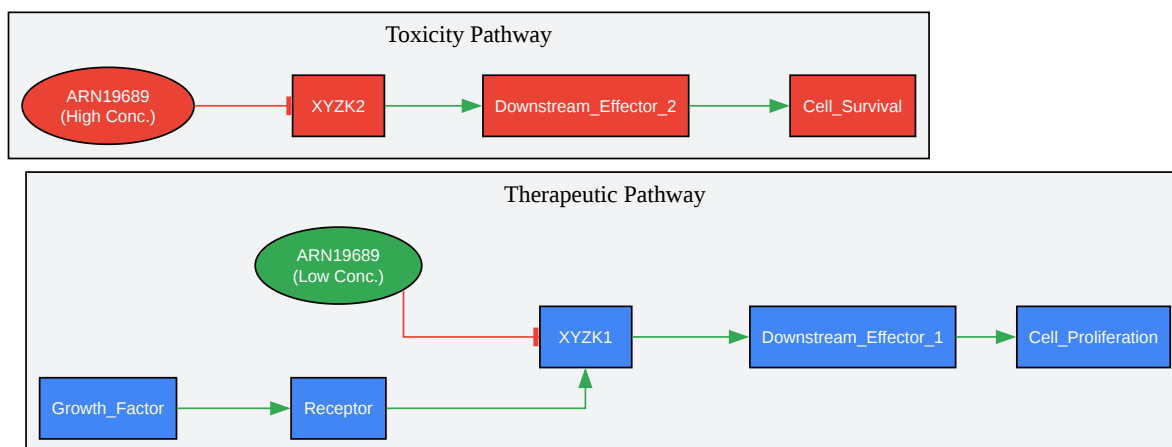 Toxicity Pathway
ARN19689
(High Conc.)
XYZK2
Downstream_Effector_2
Cell_Survival
Therapeutic Pathway
ARN19689
(Low Conc.)
XYZK1
Downstream_Effector_1
Cell_Proliferation
Growth_Factor
Receptor